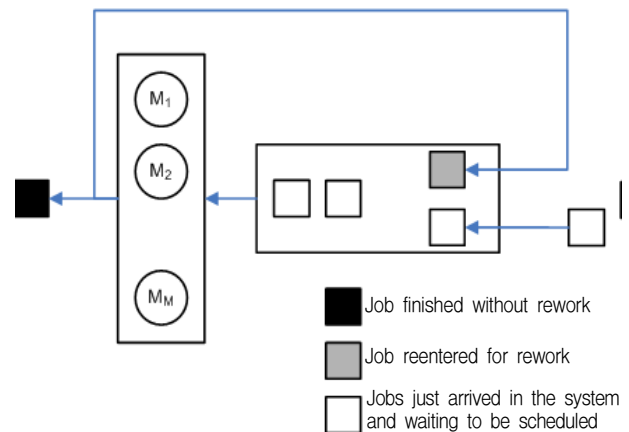 M1
M2
MM
Job finished without rework
Job reentered for rework
Jobs just arrived in the system
and waiting to be scheduled